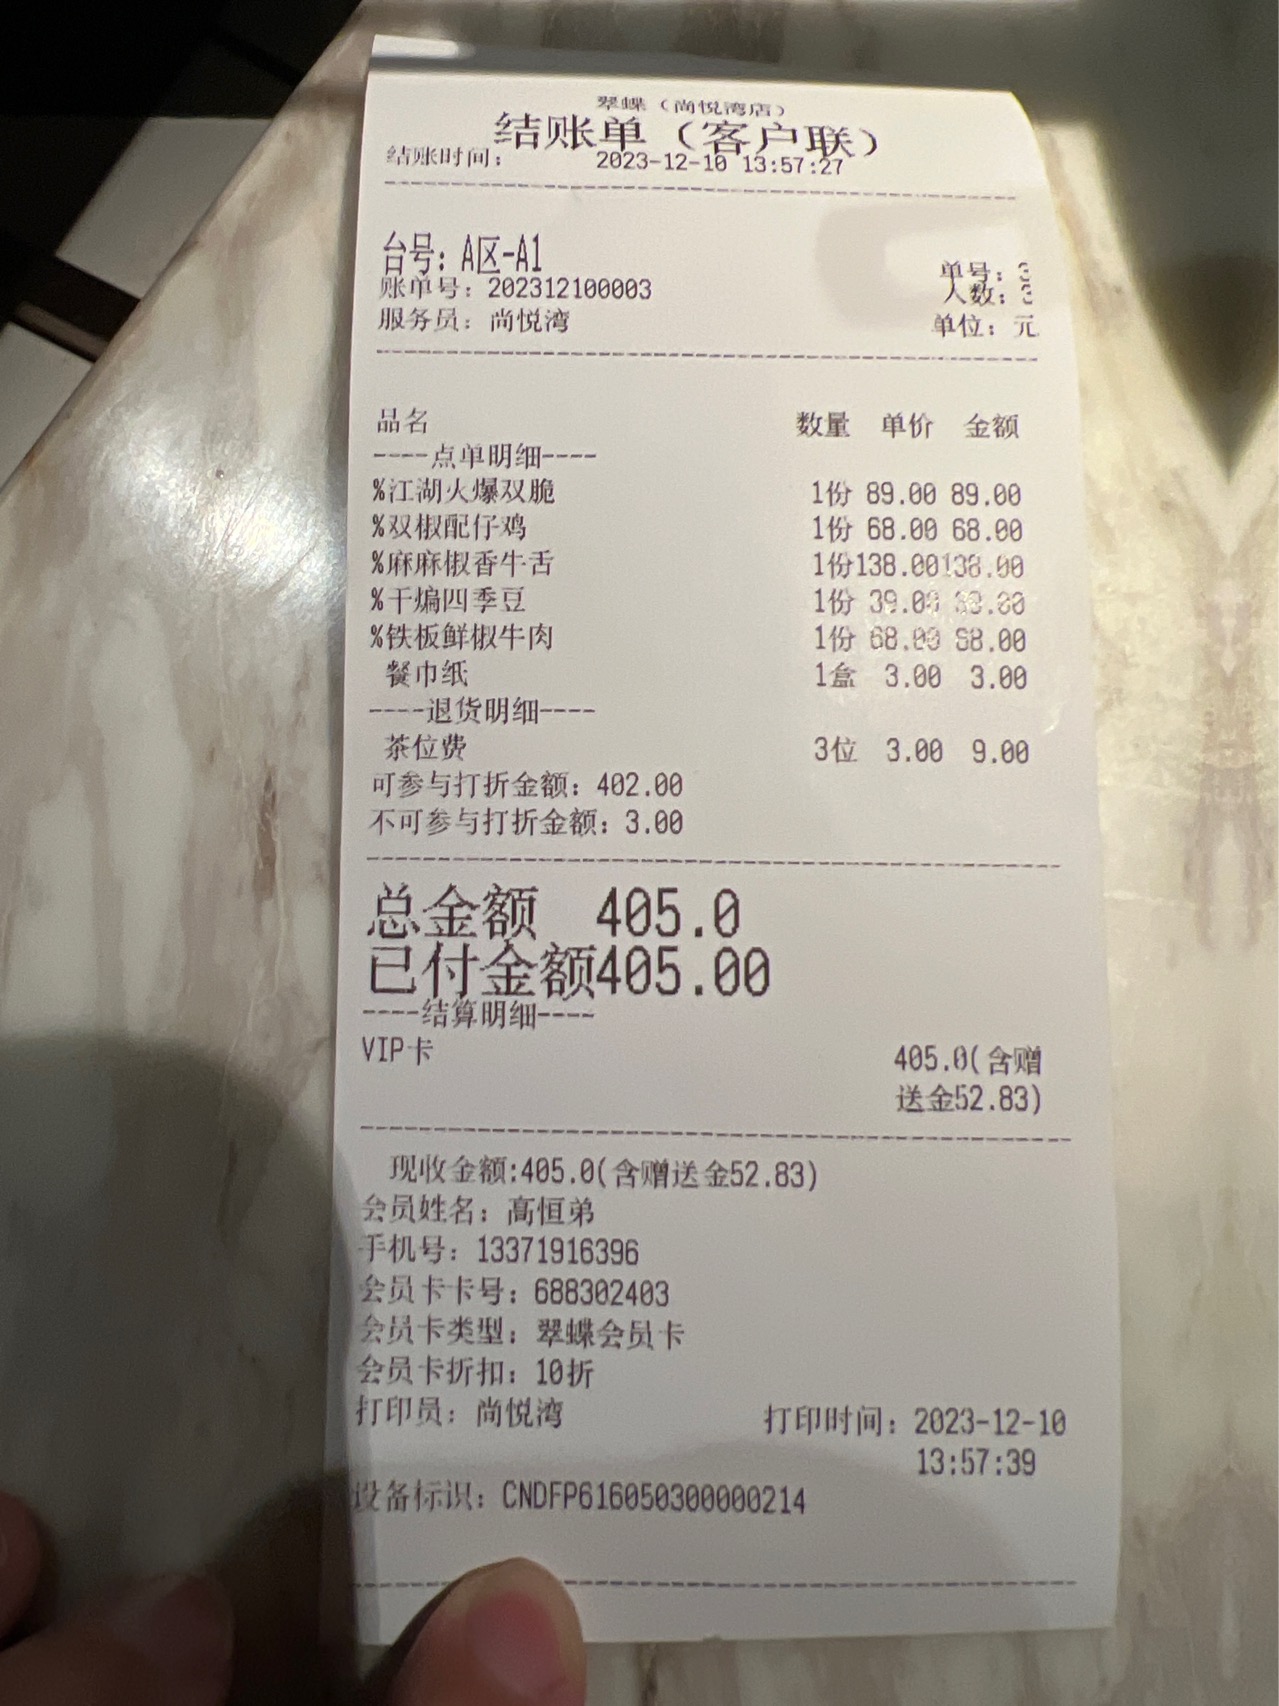 翠蝶（尚悦湾店）
结账单（客户联）
结账时间： 2023-12-10 13:57:27
台号：A区-A1
单号：3
账单号：202312100003
人数：3
服务员：尚悦湾
单位：元
品名 数量 单价 金额
----点单明细----
%江湖火爆双脆 1份 89.00 89.00
%双椒配仔鸡 1份 68.00 68.00
%麻麻椒香牛舌 1份138.00138.00
%干煸四季豆 1份 39.00 39.00
%铁板鲜椒牛肉 1份 68.00 68.00
餐巾纸 1盒 3.00 3.00
----退货明细----
茶位费 3位 3.00 9.00
可参与打折金额：402.00
不可参与打折金额：3.00
总金额 405.0
已付金额405.00
----结算明细----
VIP卡 405.0(含赠
送金52.83)
现收金额:405.0(含赠送金52.83)
会员姓名：高恒弟
手机号：13371916396
会员卡卡号：688302403
会员卡类型：翠蝶会员卡
会员卡折扣：10折
打印员：尚悦湾 打印时间：2023-12-10
13:57:39
设备标识：CNDFP616050300000214